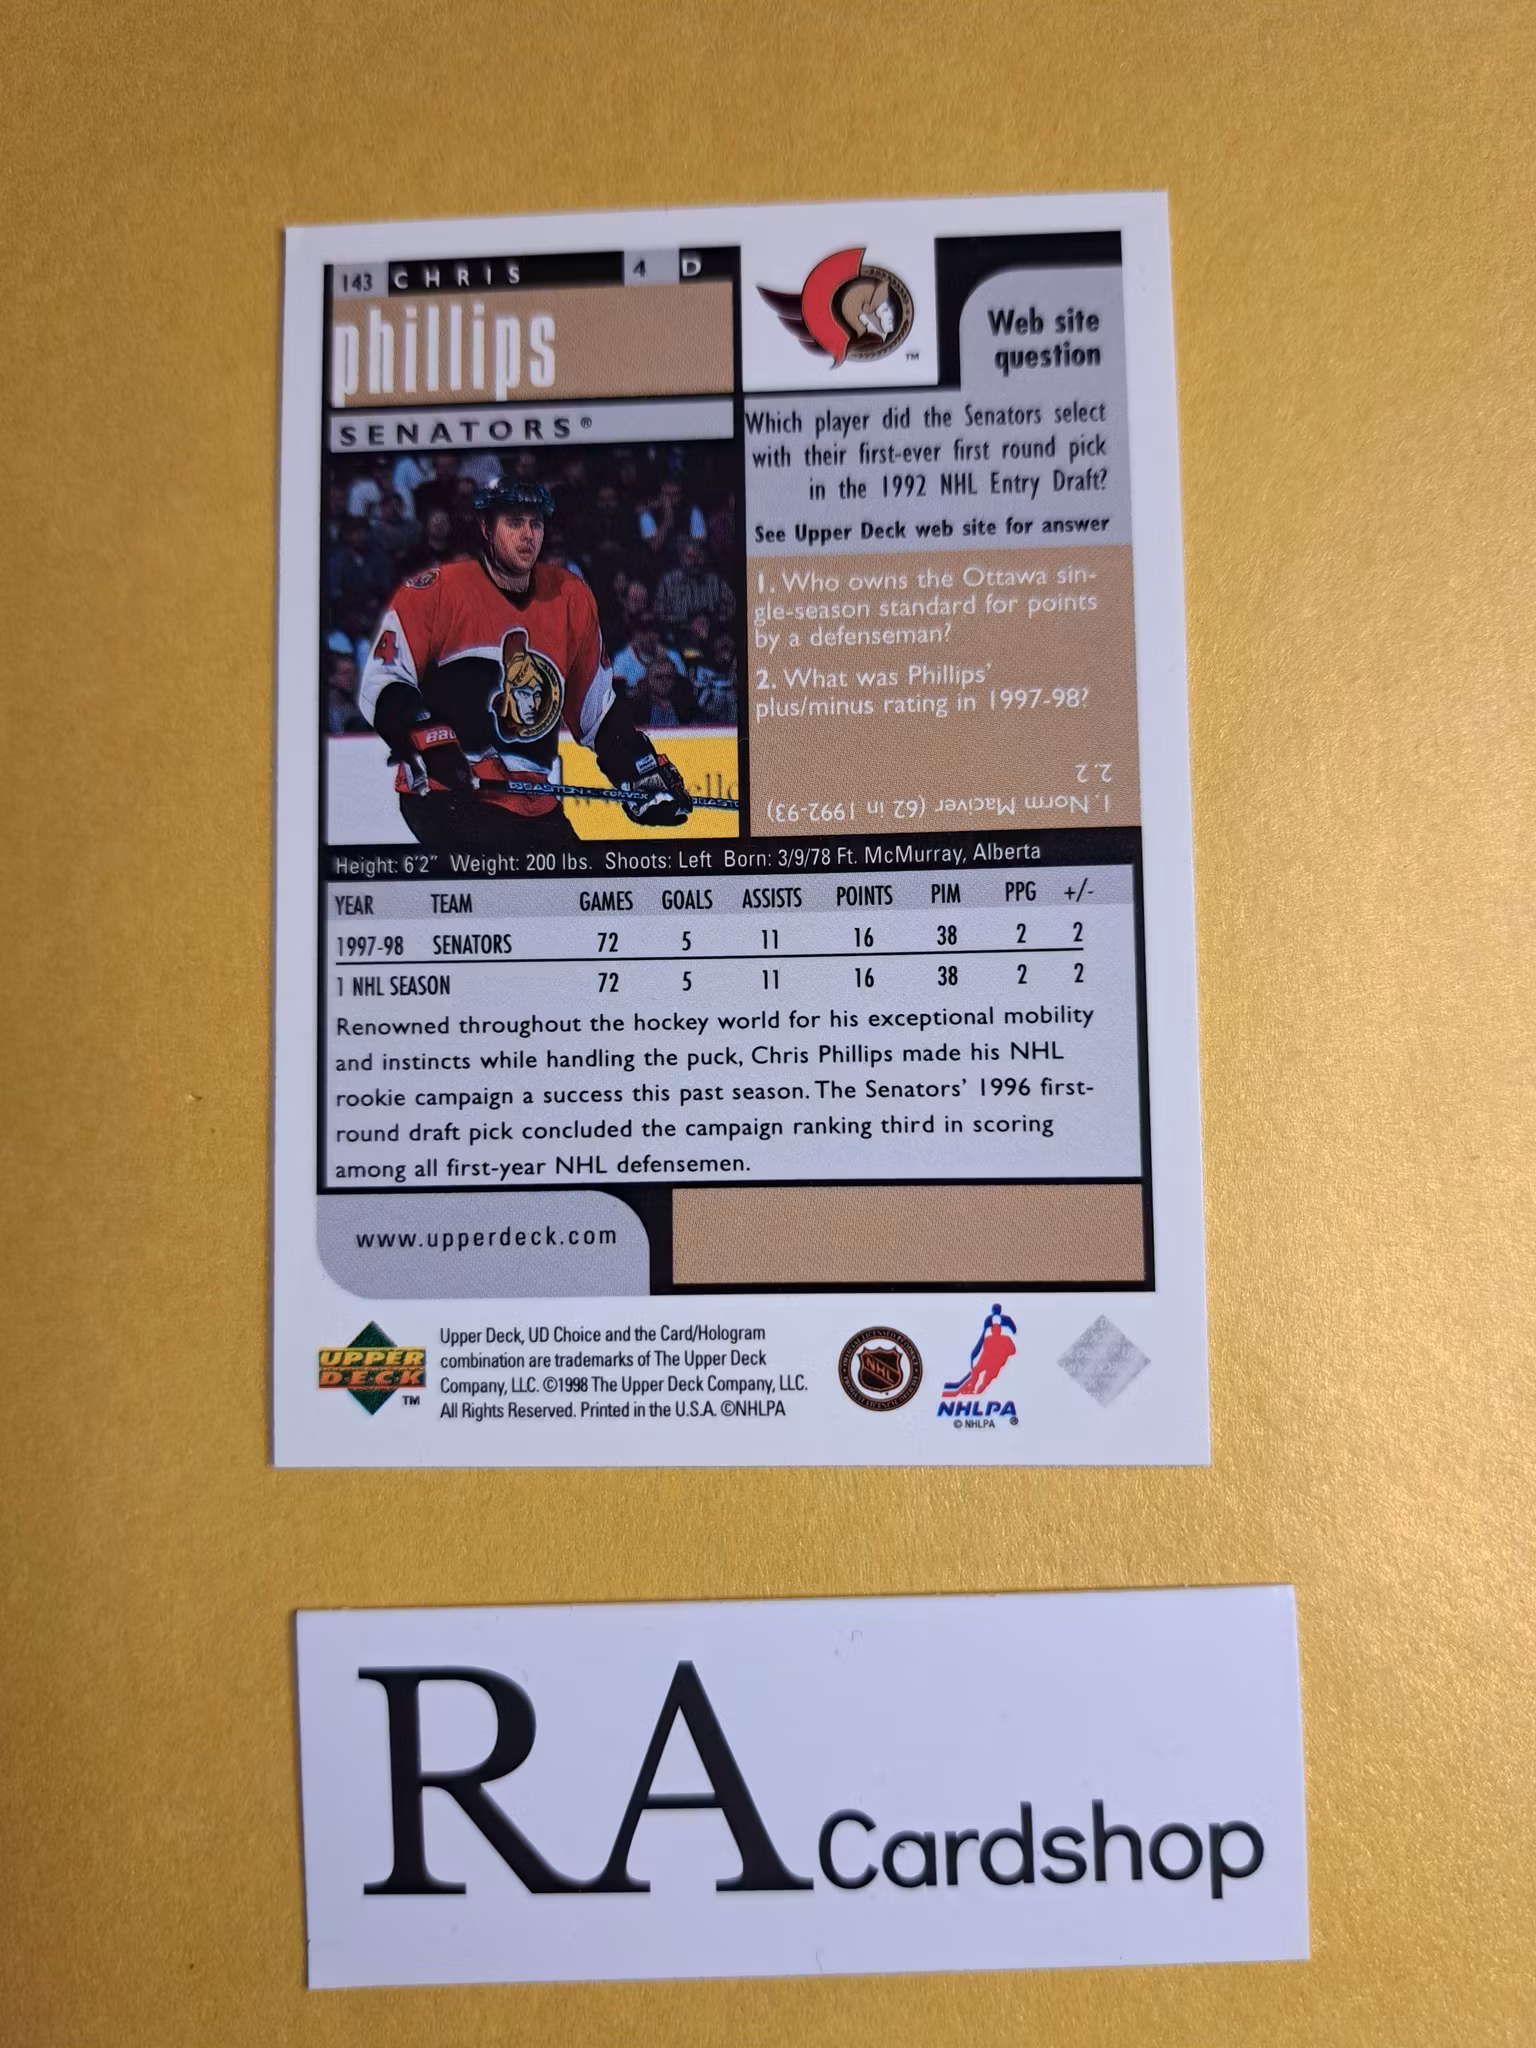 143 CHRIS 4 D
phillips
SENATORS®
TM
Web site
question
Which player did the Senators select
with their first-ever first round pick
in the 1992 NHL Entry Draft?
See Upper Deck web site for answer
1. Who owns the Ottawa sin-
gle-season standard for points
by a defenseman?
2. What was Phillips'
plus/minus rating in 1997-98?
1. Norm Maciver (62 in 1992-93)
2. 2
4
EASTON
Height: 6'2" Weight: 200 lbs. Shoots: Left Born: 3/9/78 Ft. McMurray, Alberta
YEAR TEAM GAMES GOALS ASSISTS POINTS PIM PPG +/-
1997-98 SENATORS 72 5 11 16 38 2 2
1 NHL SEASON 72 5 11 16 38 2 2
Renowned throughout the hockey world for his exceptional mobility
and instincts while handling the puck, Chris Phillips made his NHL
rookie campaign a success this past season. The Senators' 1996 first-
round draft pick concluded the campaign ranking third in scoring
among all first-year NHL defensemen.
www.upperdeck.com
UPPER
DECK
TM
Upper Deck, UD Choice and the Card/Hologram
combination are trademarks of The Upper Deck
Company, LLC. ©1998 The Upper Deck Company, LLC.
All Rights Reserved. Printed in the U.S.A. ©NHLPA
NHL
NHLPA
© NHLPA ®
RA Cardshop